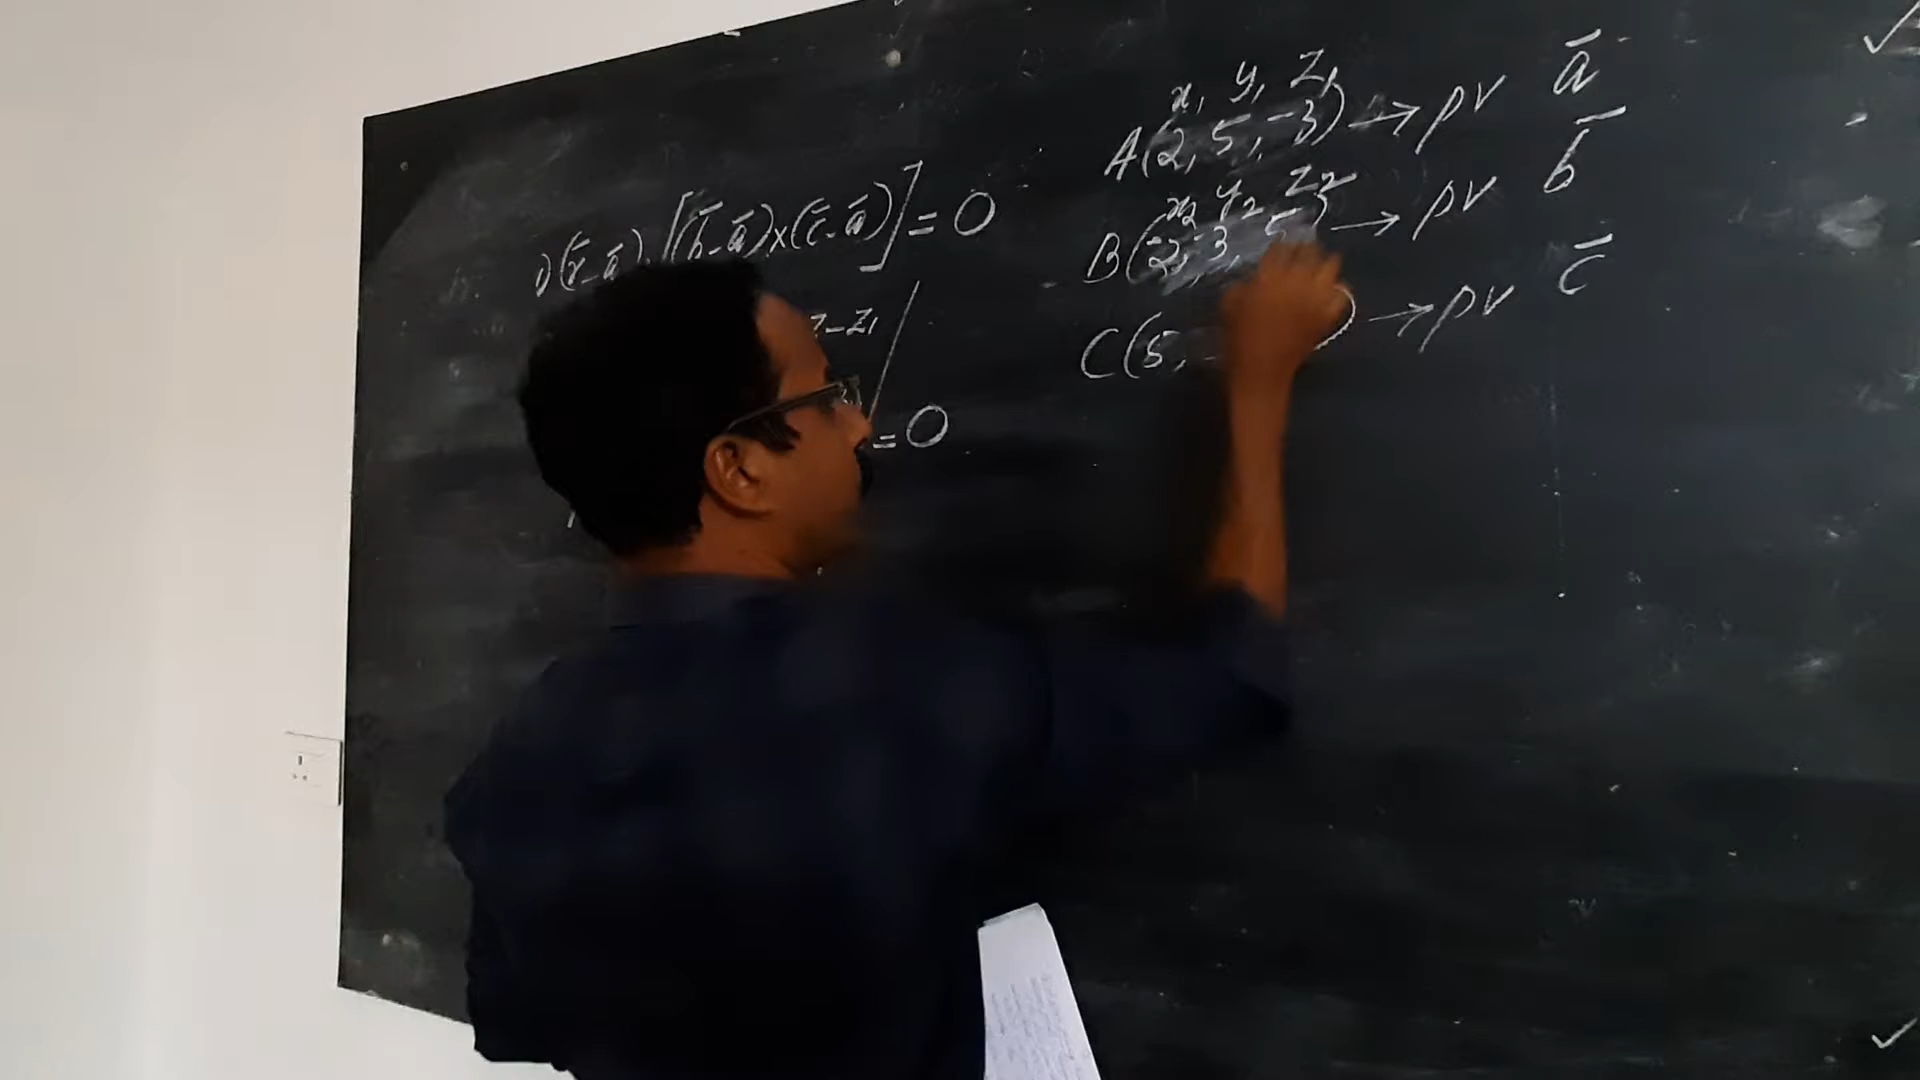 1) (r̄-ā)·[(b̄-ā)×(c̄-ā)] = 0
z-z₁
= 0
x₁ y₁ z₁
A(2, 5, -3) → PV ā
x₂ y₂ z₂
B(-2, -3, 5) → PV b̄
C(5, ) → PV c̄